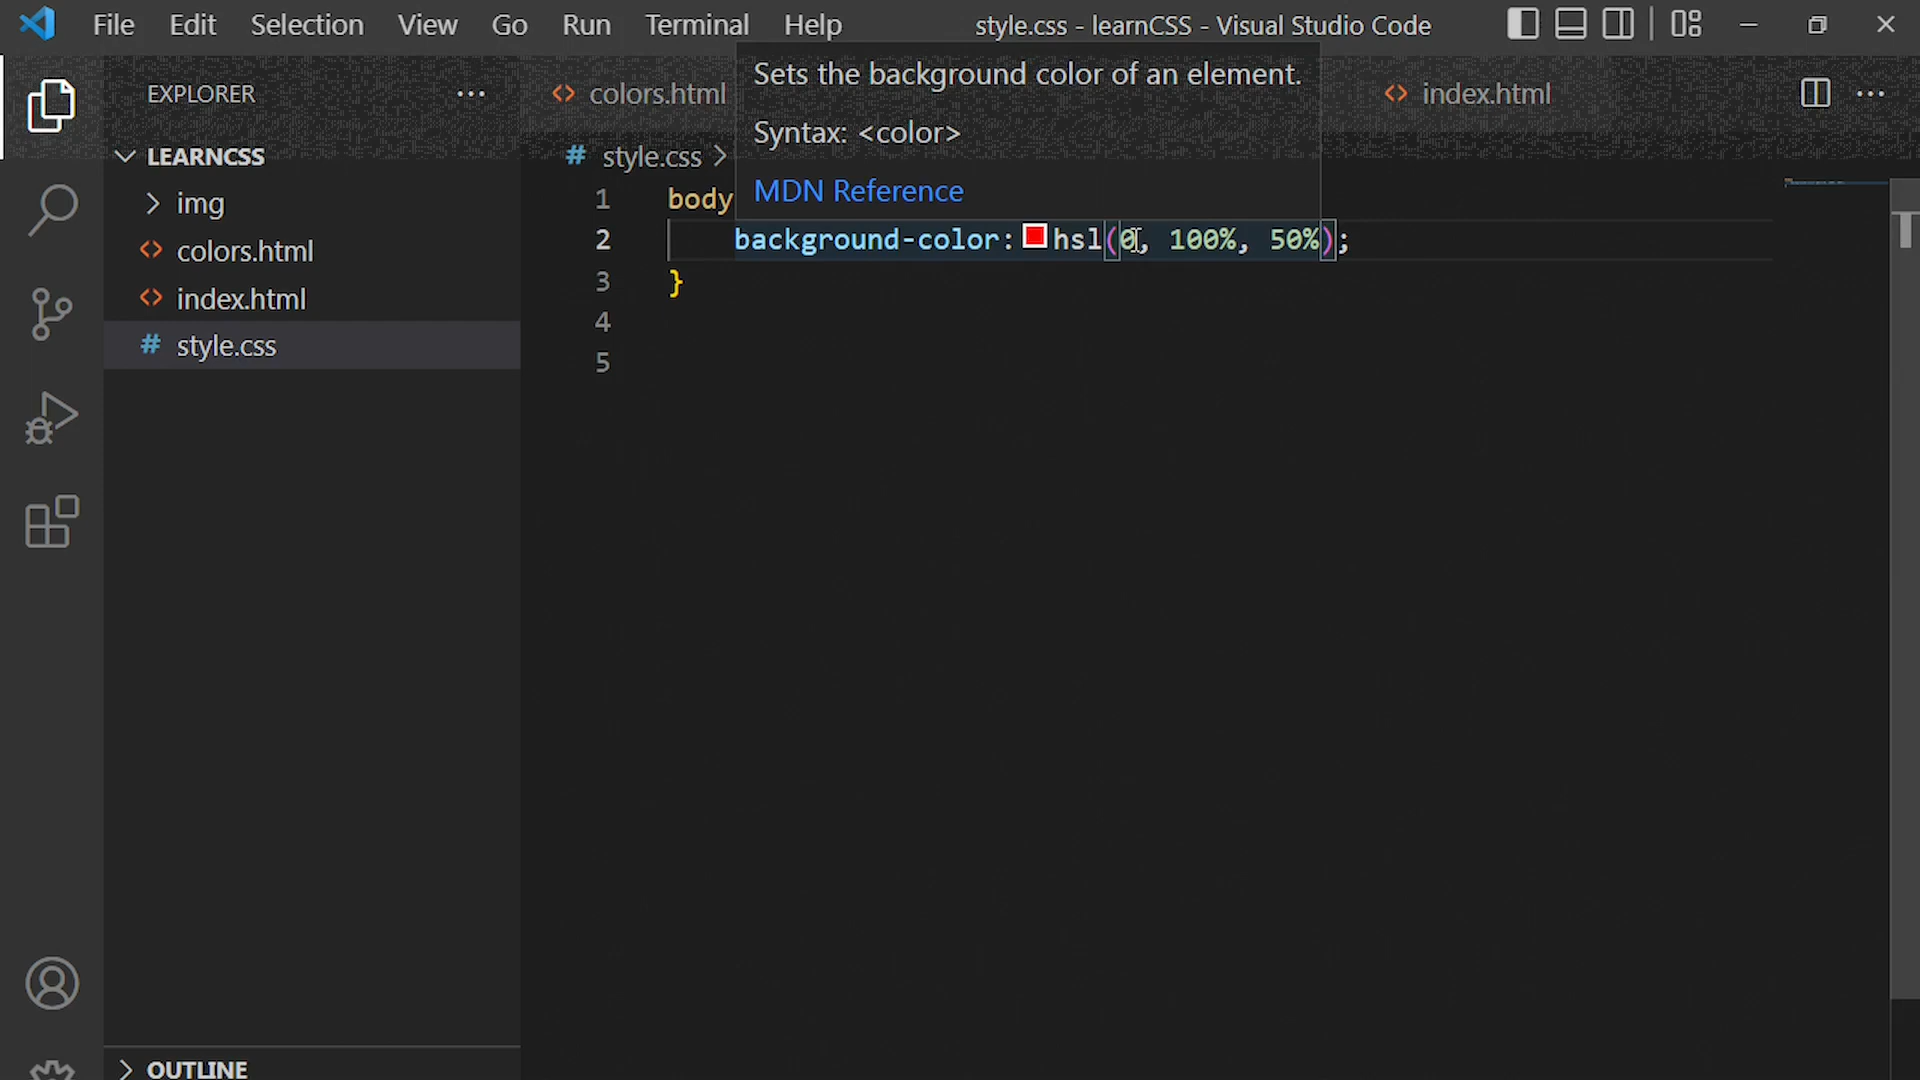 File Edit Selection View Go Run Terminal Help style.css - learnCSS - Visual Studio Code
EXPLORER ···
colors.html
index.html ···
Sets the background color of an element.
Syntax: <color>
MDN Reference
LEARNCSS
img
colors.html
index.html
# style.css
OUTLINE
# style.css >
1 body
2 background-color: hsl(0, 100%, 50%);
3 }
4
5